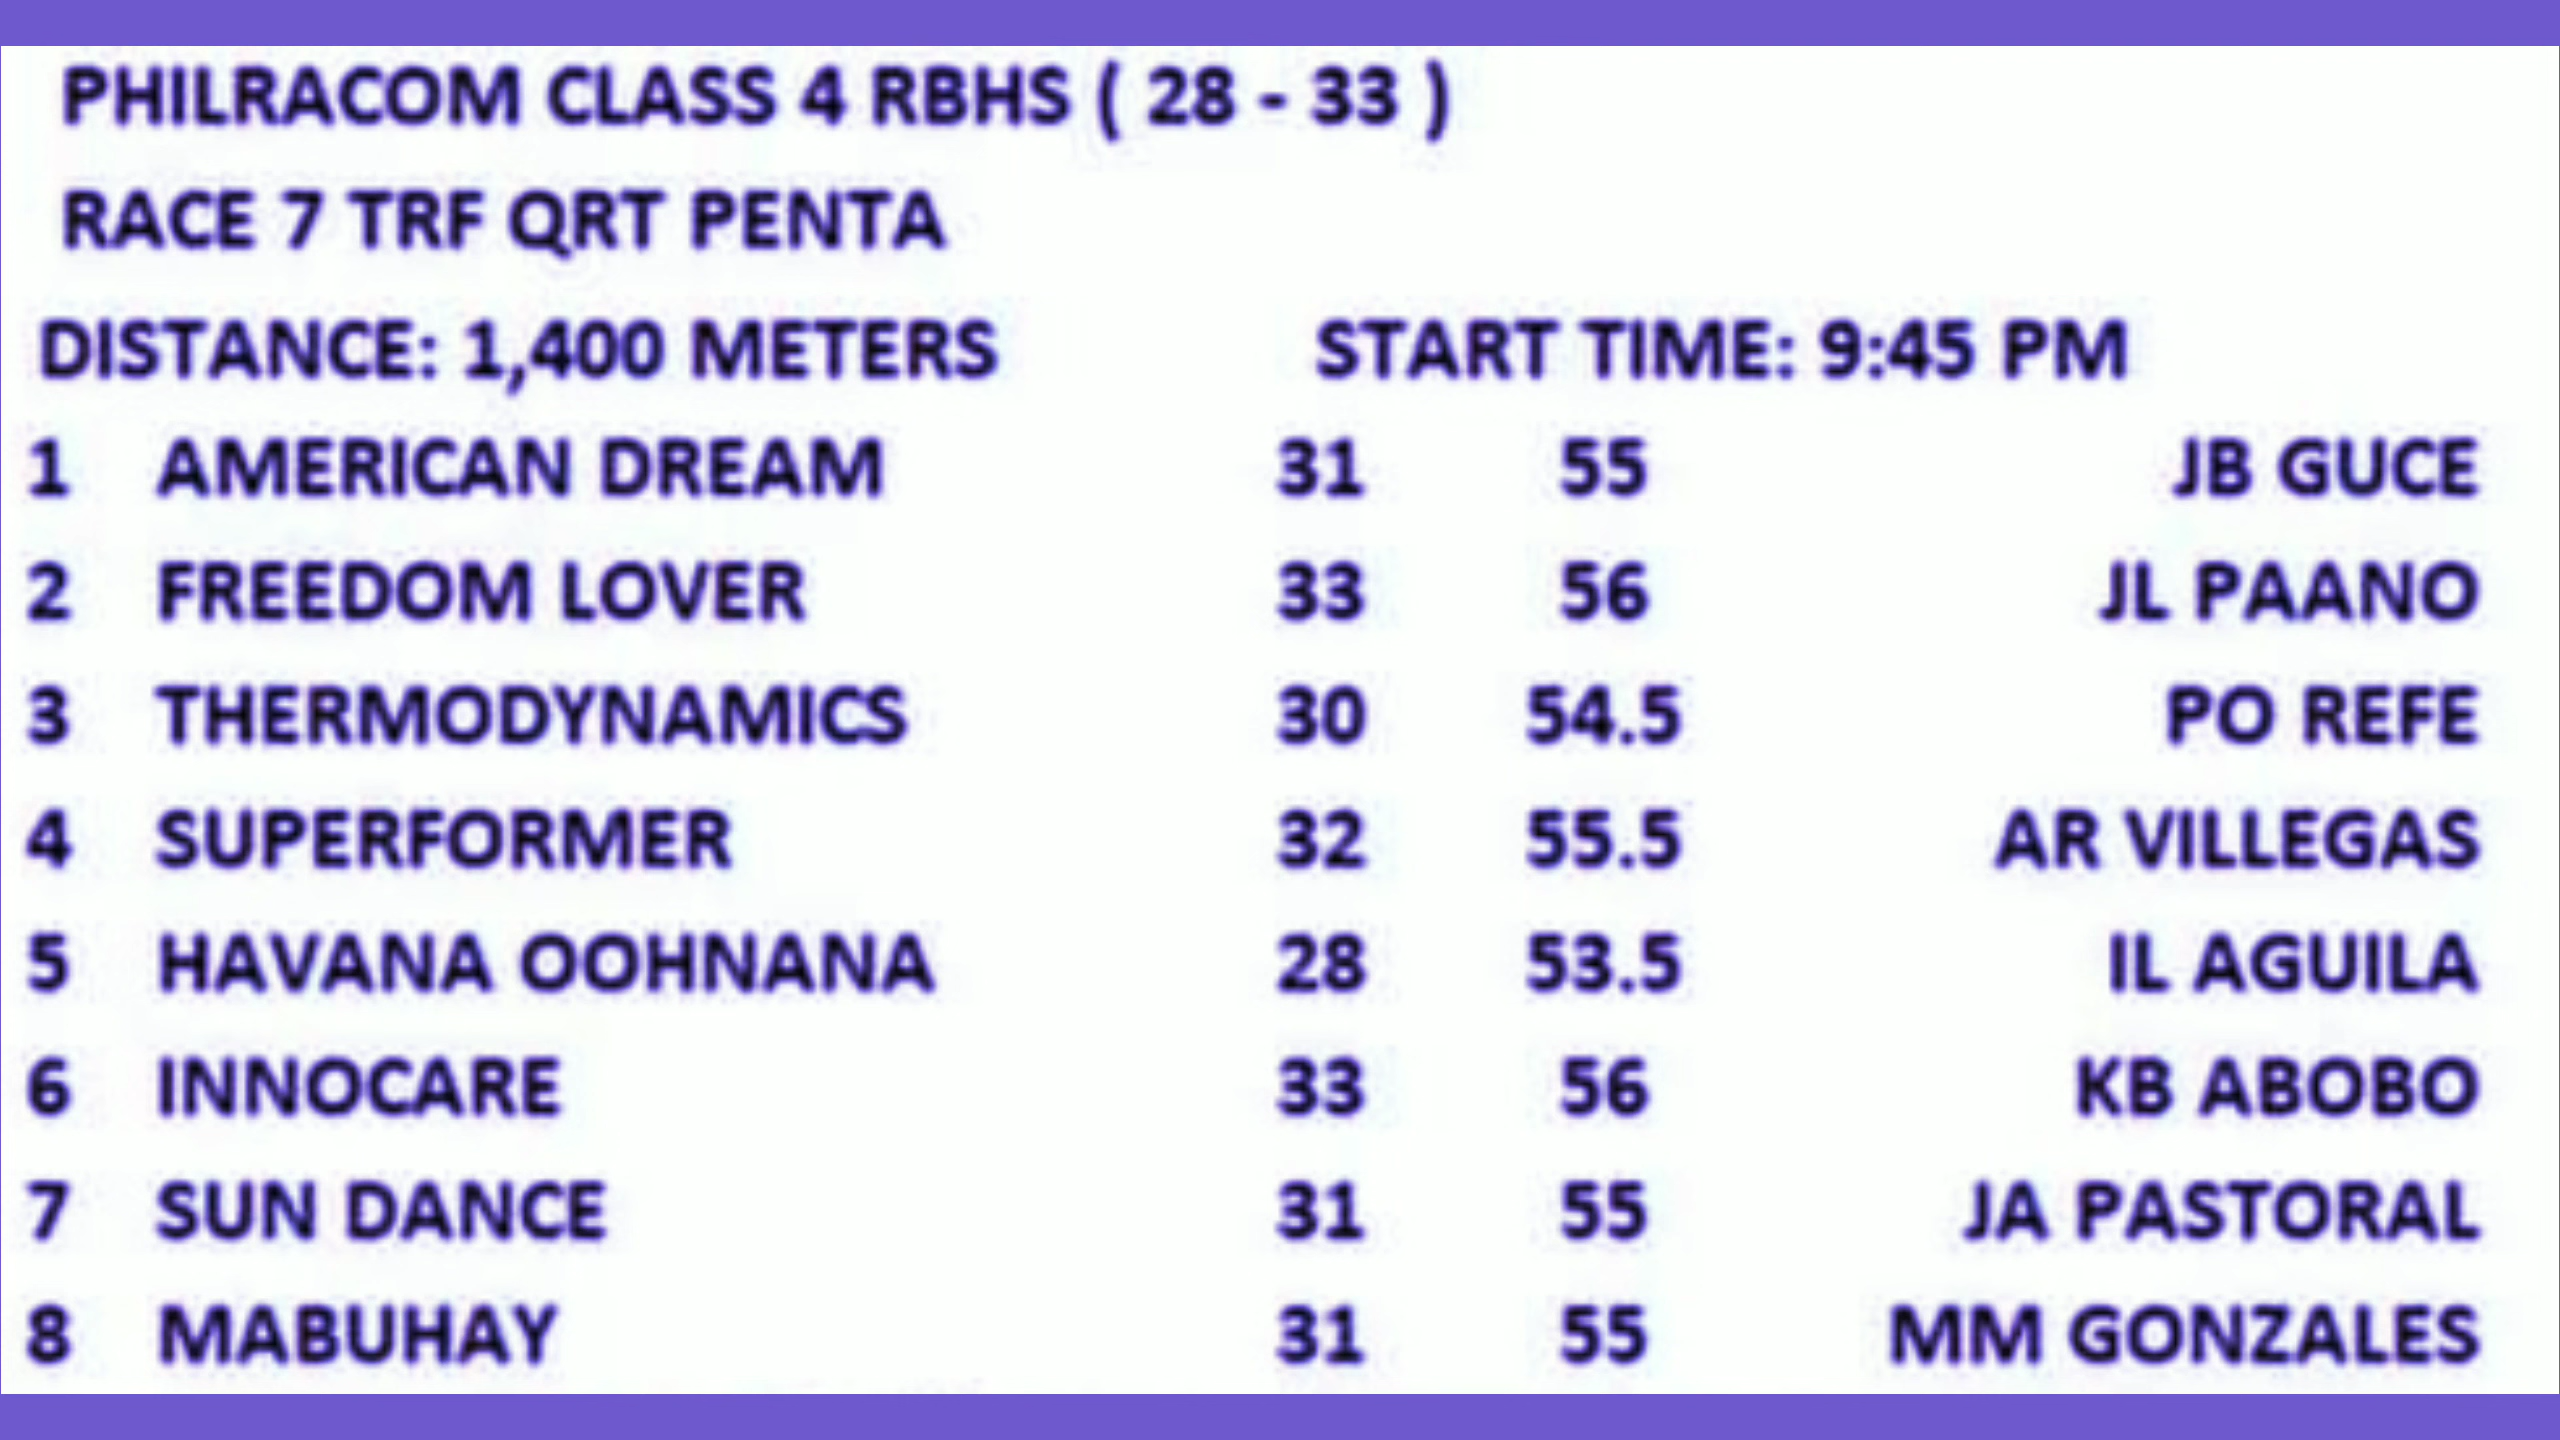 PHILRACOM CLASS 4 RBHS ( 28 - 33 )
RACE 7 TRF QRT PENTA
DISTANCE: 1,400 METERS START TIME: 9:45 PM
1 AMERICAN DREAM 31 55 JB GUCE
2 FREEDOM LOVER 33 56 JL PAANO
3 THERMODYNAMICS 30 54.5 PO REFE
4 SUPERFORMER 32 55.5 AR VILLEGAS
5 HAVANA OOHNANA 28 53.5 IL AGUILA
6 INNOCARE 33 56 KB ABOBO
7 SUN DANCE 31 55 JA PASTORAL
8 MABUHAY 31 55 MM GONZALES